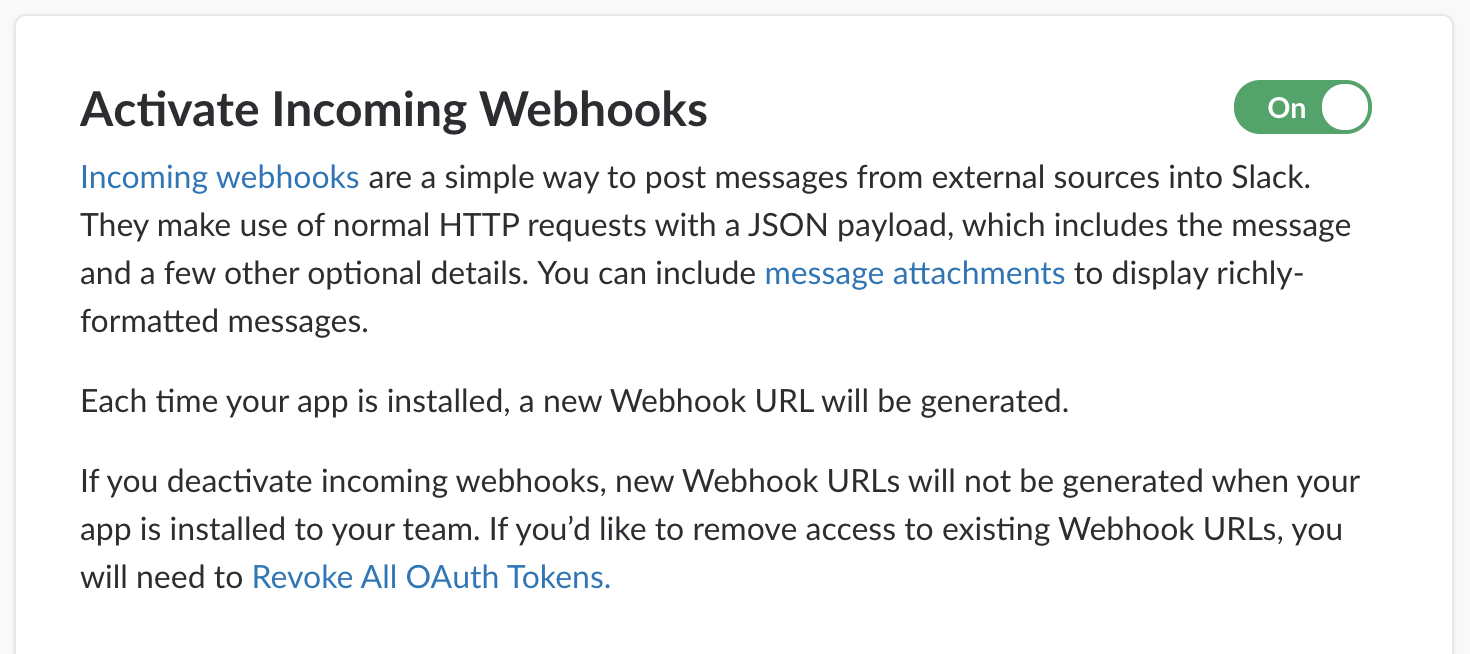 Activate Incoming Webhooks
On
Incoming webhooks are a simple way to post messages from external sources into Slack.
They make use of normal HTTP requests with a JSON payload, which includes the message
and a few other optional details. You can include message attachments to display richly-
formatted messages.
Each time your app is installed, a new Webhook URL will be generated.
If you deactivate incoming webhooks, new Webhook URLs will not be generated when your
app is installed to your team. If you’d like to remove access to existing Webhook URLs, you
will need to Revoke All OAuth Tokens.